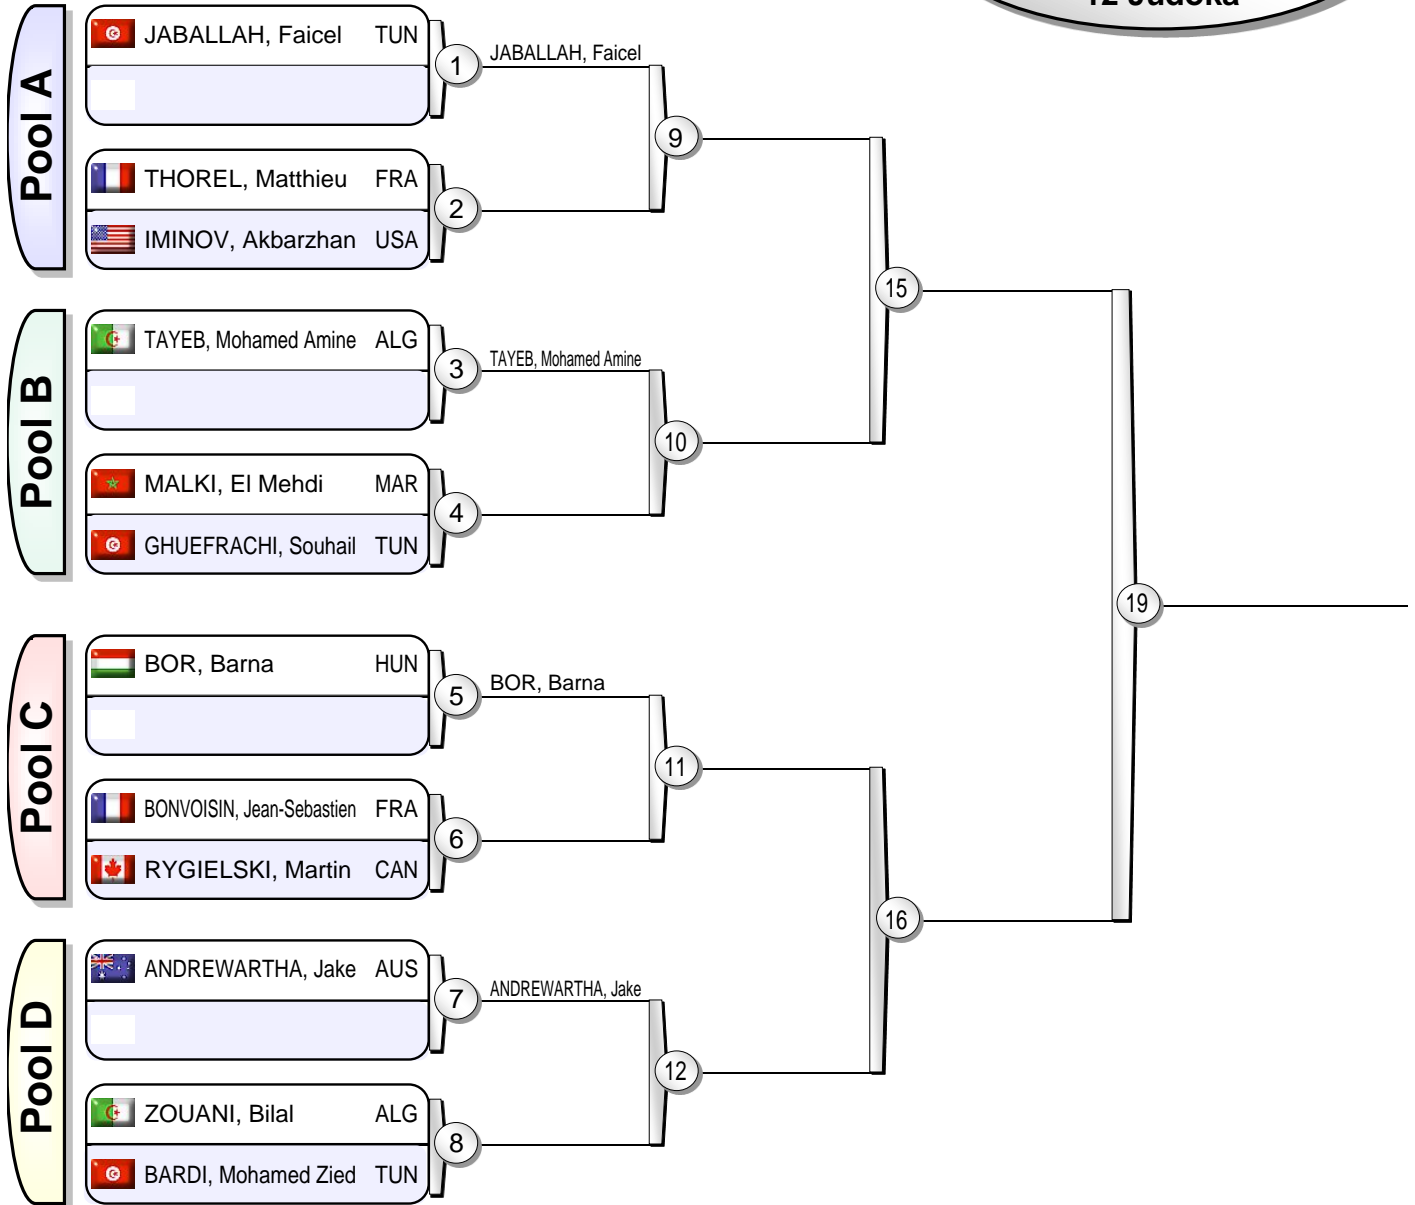 12 Judoka
Pool A
JABALLAH, Faicel TUN
1
JABALLAH, Faicel
9
THOREL, Matthieu FRA
2
IMINOV, Akbarzhan USA
15
Pool B
TAYEB, Mohamed Amine ALG
3
TAYEB, Mohamed Amine
10
MALKI, El Mehdi MAR
4
GHUEFRACHI, Souhail TUN
19
Pool C
BOR, Barna HUN
5
BOR, Barna
11
BONVOISIN, Jean-Sebastien FRA
6
RYGIELSKI, Martin CAN
16
Pool D
ANDREWARTHA, Jake AUS
7
ANDREWARTHA, Jake
12
ZOUANI, Bilal ALG
8
BARDI, Mohamed Zied TUN